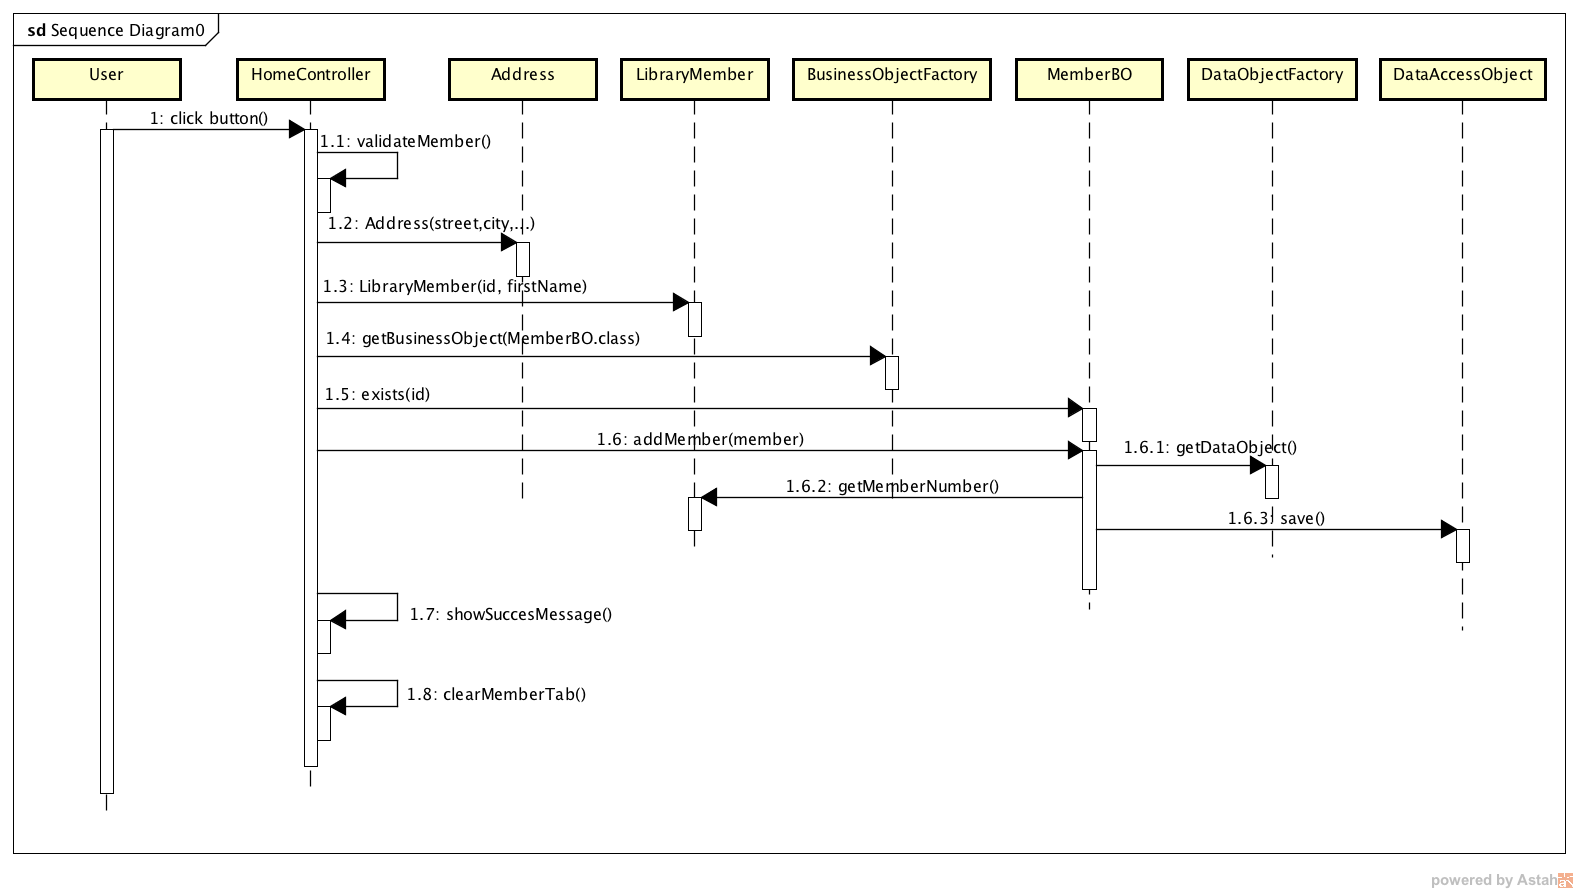 sd Sequence Diagram0
User
HomeController
Address
LibraryMember
BusinessObjectFactory
MemberBO
DataObjectFactory
DataAccessObject
1: click button()
1.1: validateMember()
1.2: Address(street,city,...)
1.3: LibraryMember(id, firstName)
1.4: getBusinessObject(MemberBO.class)
1.5: exists(id)
1.6: addMember(member)
1.6.1: getDataObject()
1.6.2: getMemberNumber()
1.6.3: save()
1.7: showSuccesMessage()
1.8: clearMemberTab()
powered by Astah